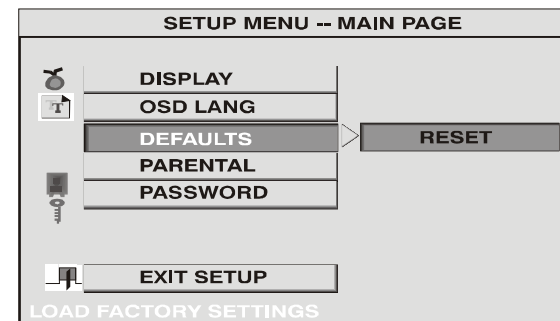 SETUP MENU -- MAIN PAGE
DISPLAY
T
OSD LANG
DEFAULTS
RESET
PARENTAL
PASSWORD
EXIT SETUP
LOAD FACTORY SETTINGS